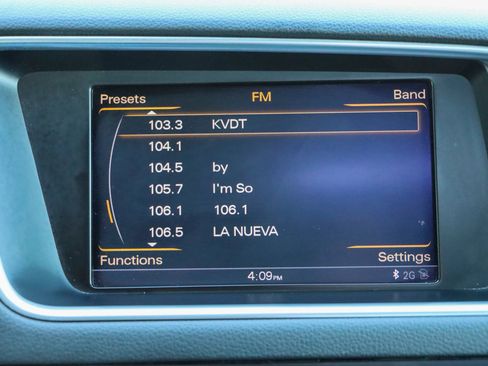 Presets FM Band
103.3 KVDT
104.1
104.5 by
105.7 I'm So
106.1 106.1
106.5 LA NUEVA
Functions Settings
4:09PM 2G